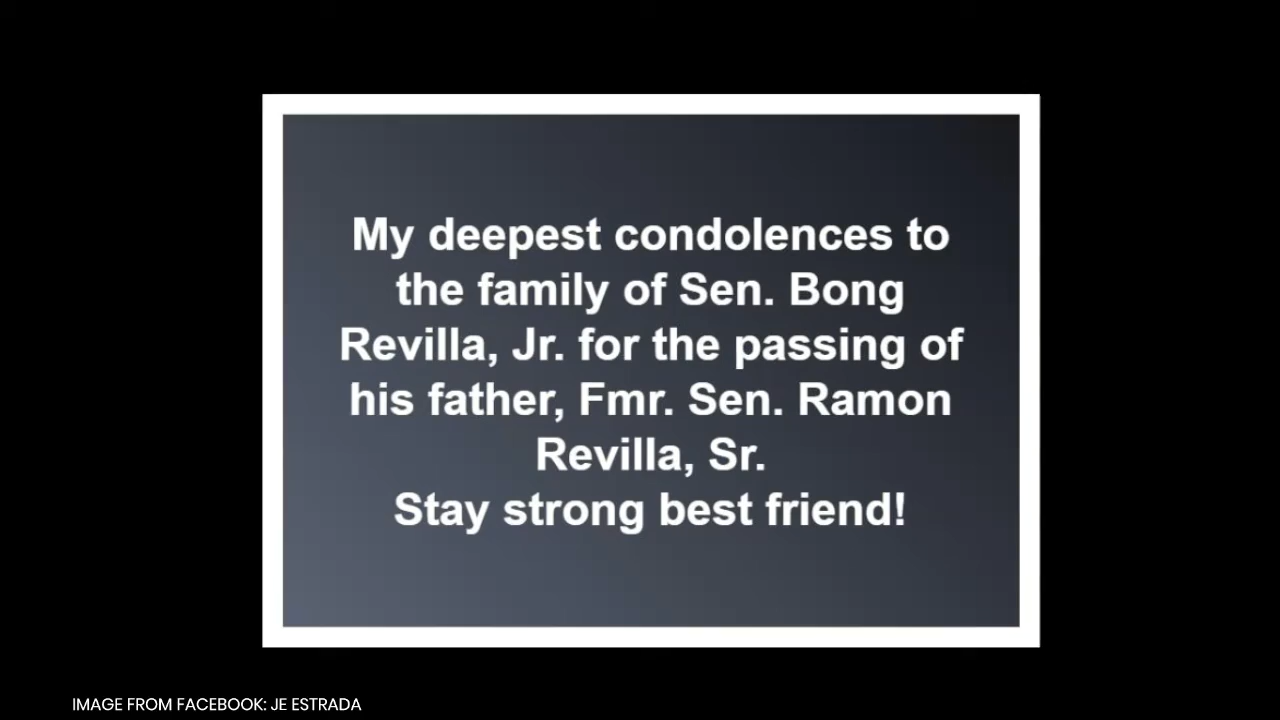 My deepest condolences to
the family of Sen. Bong
Revilla, Jr. for the passing of
his father, Fmr. Sen. Ramon
Revilla, Sr.
Stay strong best friend!
IMAGE FROM FACEBOOK: JE ESTRADA